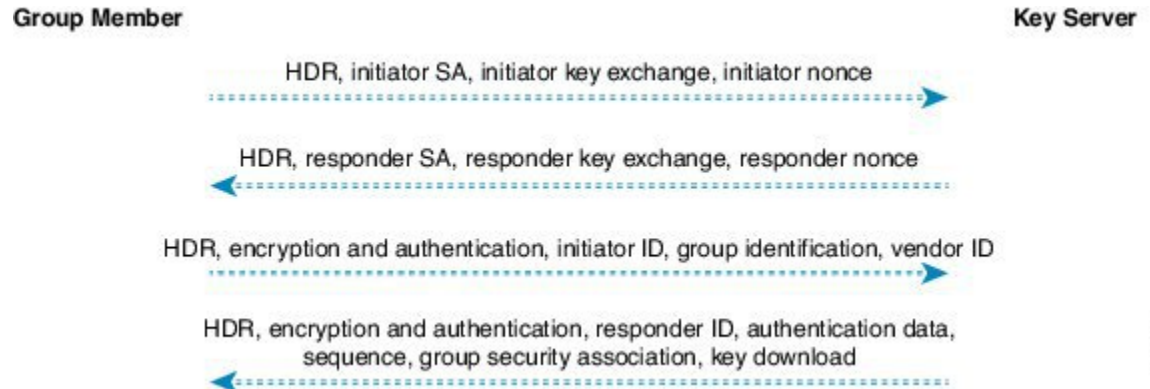 Group Member
Key Server
HDR, initiator SA, initiator key exchange, initiator nonce
HDR, responder SA, responder key exchange, responder nonce
HDR, encryption and authentication, initiator ID, group identification, vendor ID
HDR, encryption and authentication, responder ID, authentication data,
sequence, group security association, key download